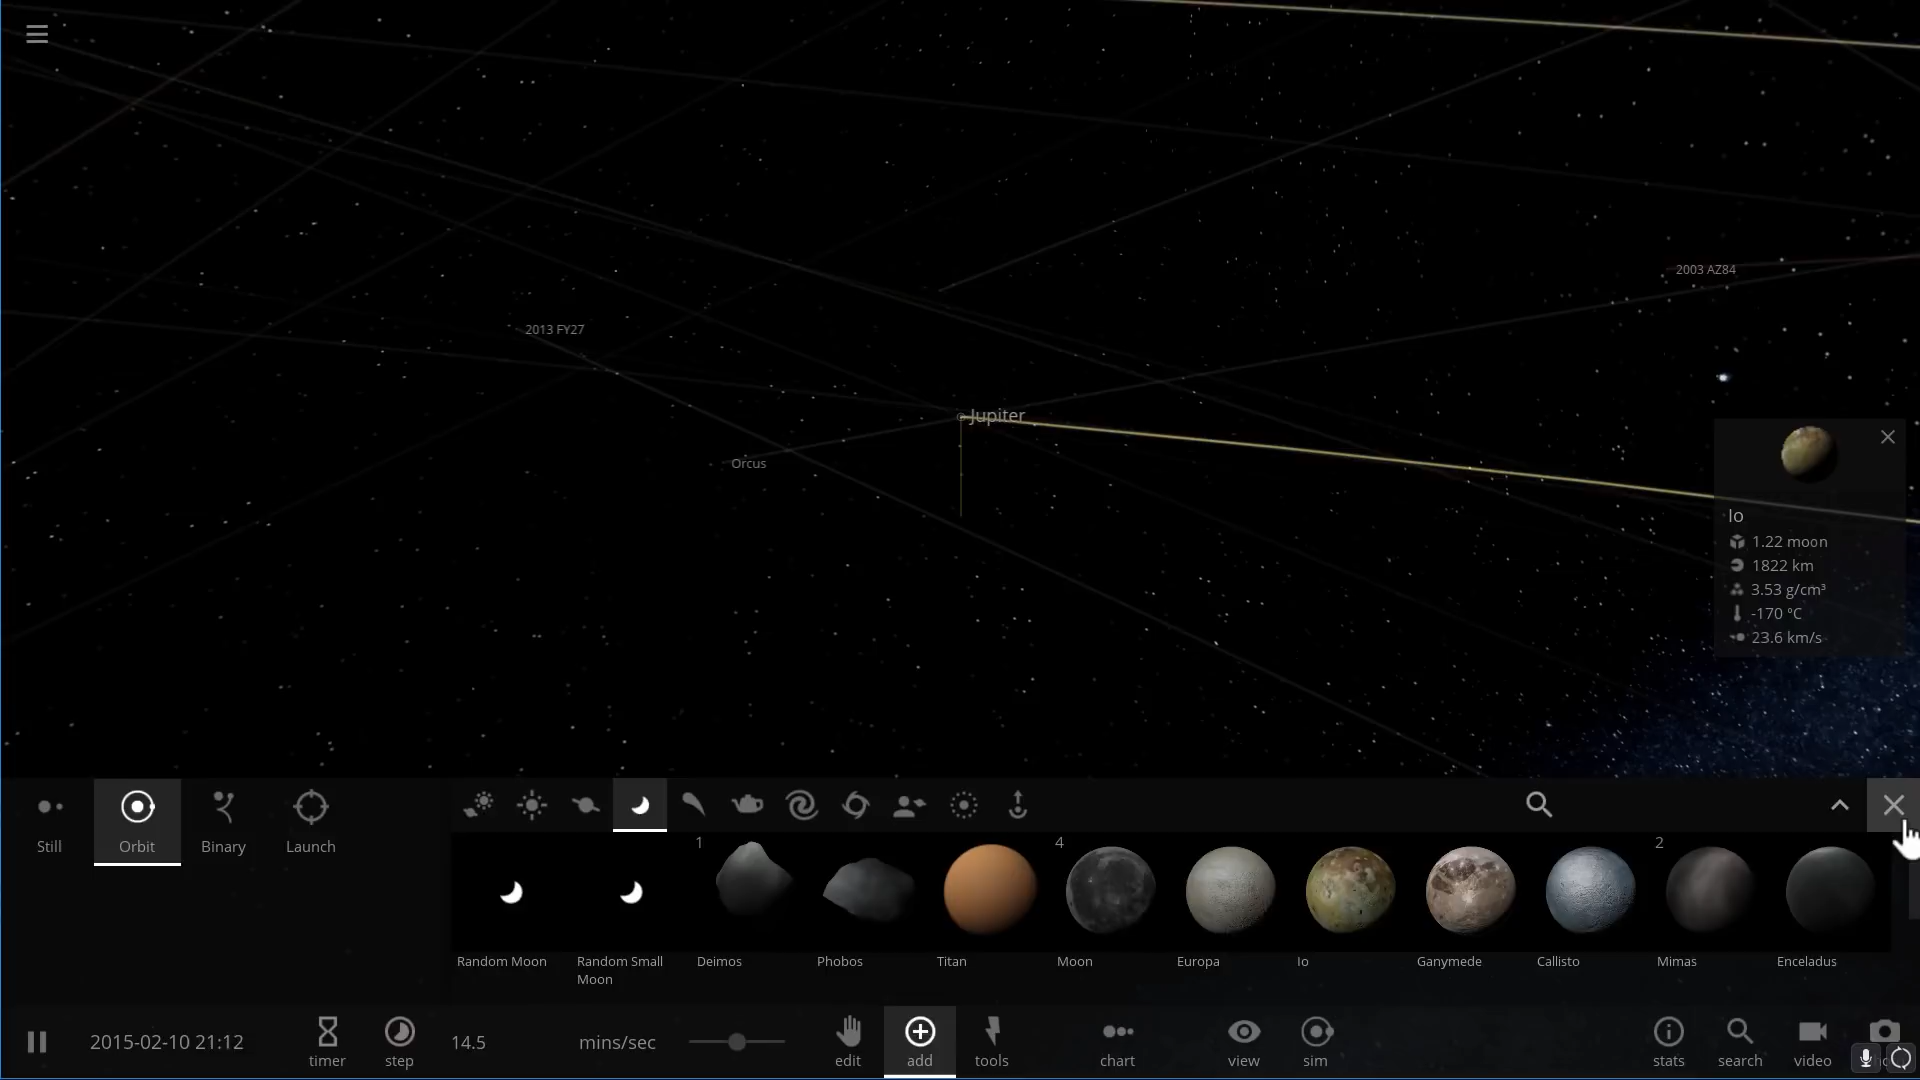 2003 AZ84
2013 FY27
Jupiter
Orcus
Io
1.22 moon
1822 km
3.53 g/cm³
-170 °C
23.6 km/s
Still
Orbit
Binary
Launch
1
4
2
Random Moon
Random Small
Moon
Deimos
Phobos
Titan
Moon
Europa
Io
Ganymede
Callisto
Mimas
Enceladus
2015-02-10 21:12
timer
step
14.5
mins/sec
edit
add
tools
chart
view
sim
stats
search
video